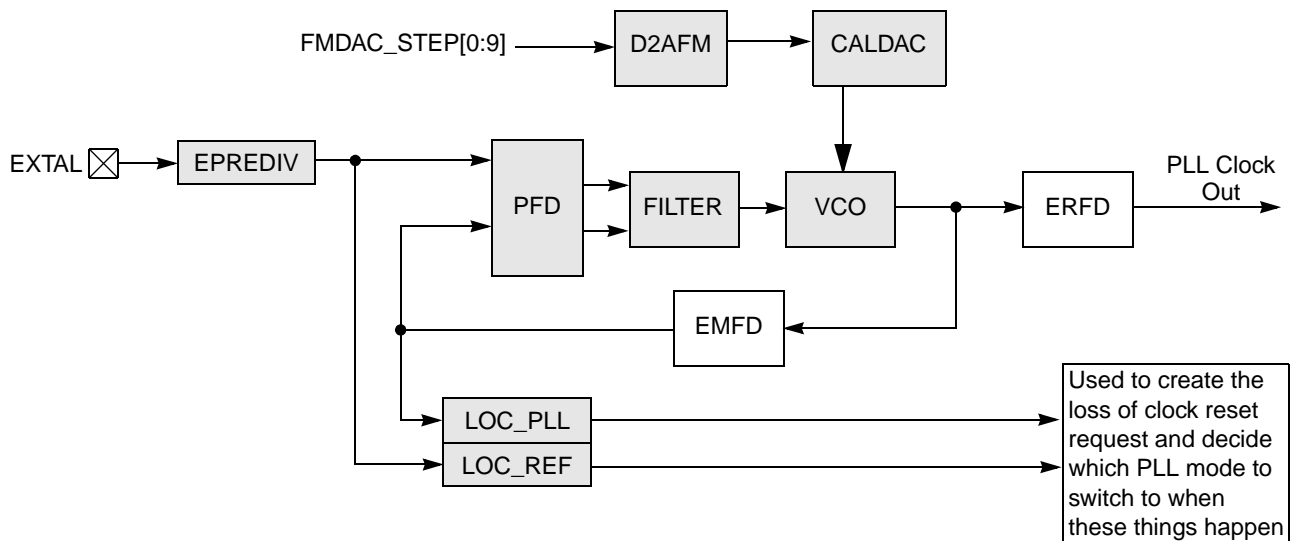 FMDAC_STEP[0:9]
D2AFM
CALDAC
EXTAL
EPREDIV
PFD
FILTER
VCO
ERFD
PLL Clock
Out
EMFD
LOC_PLL
LOC_REF
Used to create the
loss of clock reset
request and decide
which PLL mode to
switch to when
these things happen